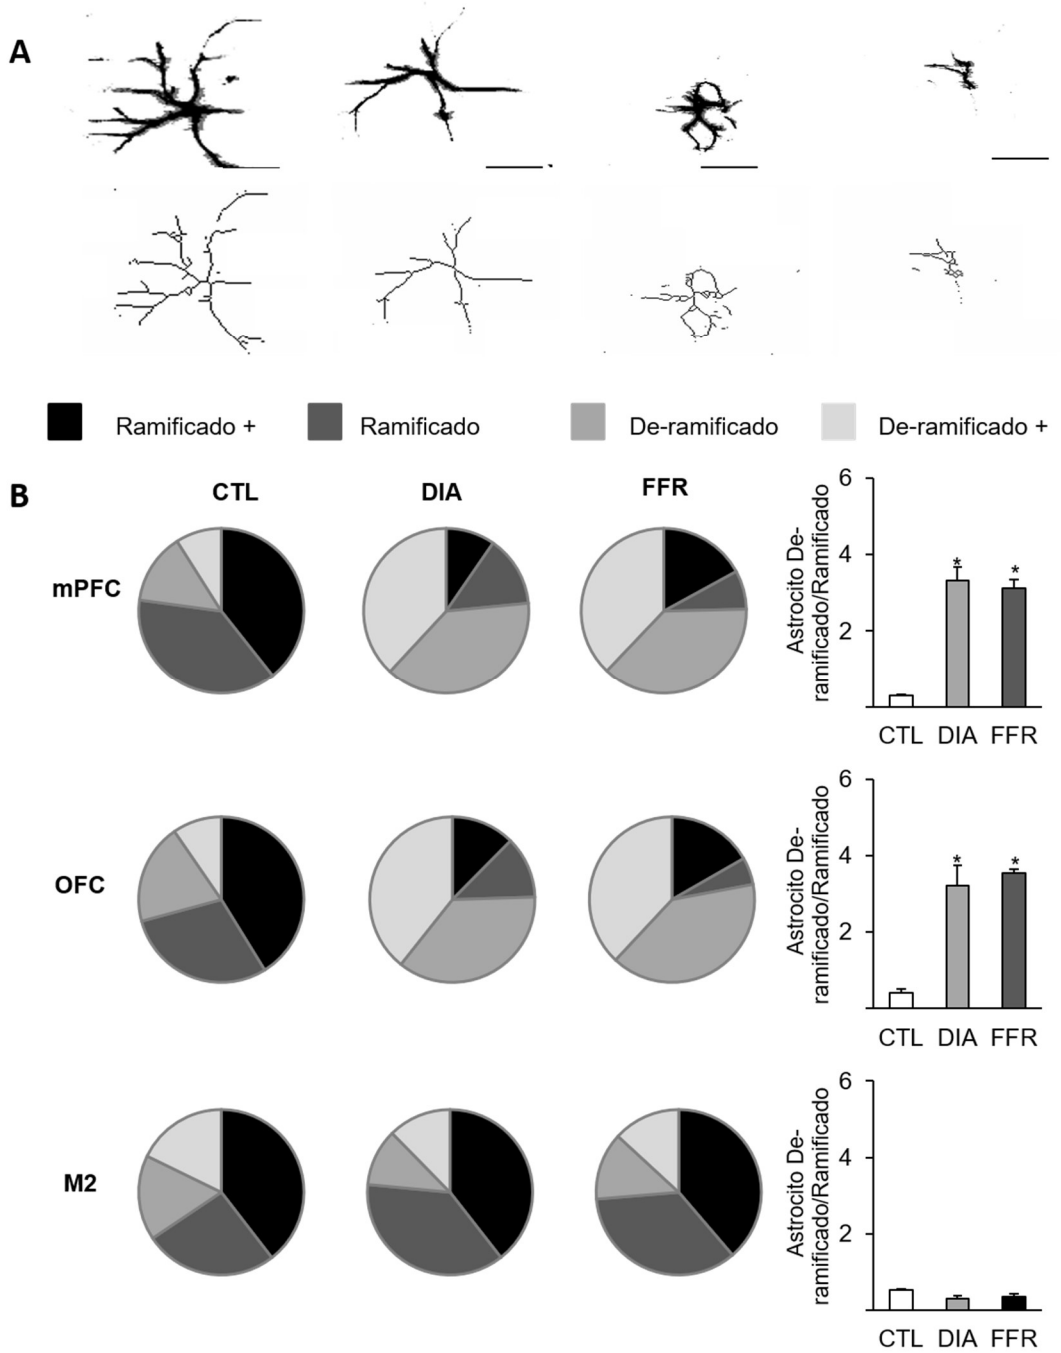 A
Ramificado +
Ramificado
De-ramificado
De-ramificado +
B
CTL
DIA
FFR
mPFC
Astrocito De-
ramificado/Ramificado
6
4
2
*
*
CTL DIA FFR
OFC
Astrocito De-
ramificado/Ramificado
6
4
2
*
*
CTL DIA FFR
M2
Astrocito De-
ramificado/Ramificado
6
4
2
CTL DIA FFR